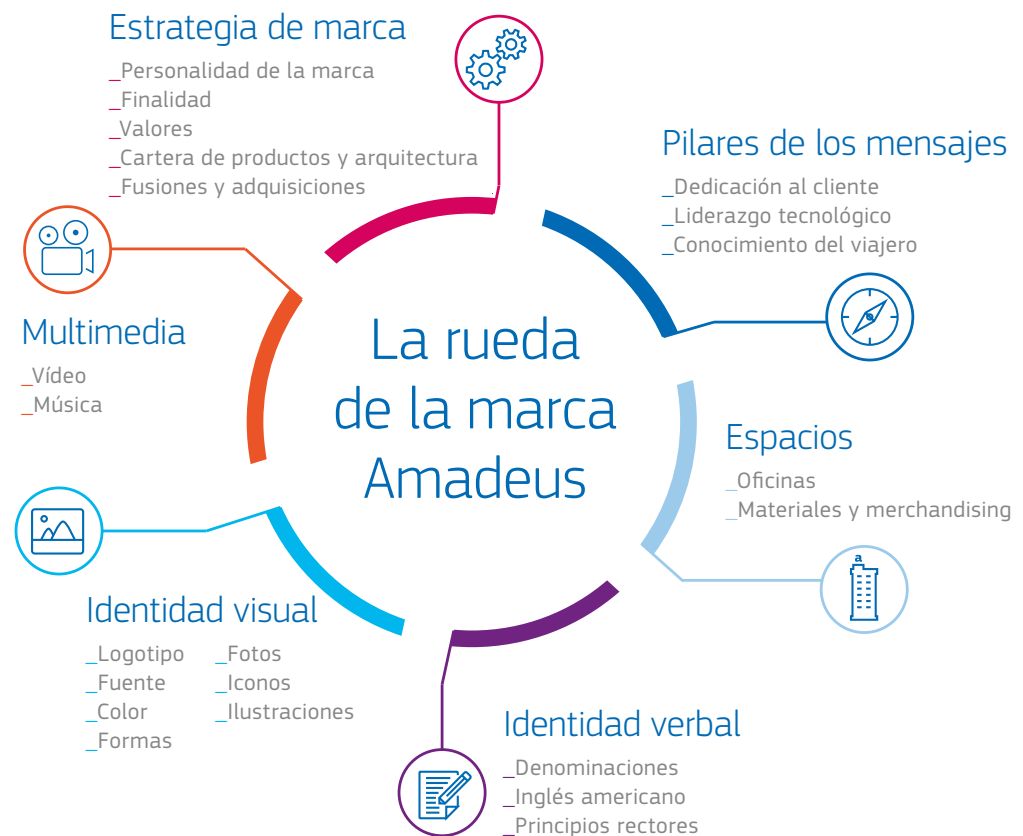 Estrategia de marca
_Personalidad de la marca
_Finalidad
_Valores
_Cartera de productos y arquitectura
_Fusiones y adquisiciones
Pilares de los mensajes
_Dedicación al cliente
_Liderazgo tecnológico
_Conocimiento del viajero
Multimedia
_Vídeo
_Música
La rueda
de la marca
Amadeus
Espacios
_Oficinas
_Materiales y merchandising
a
Identidad visual
_Logotipo
_Fuente
_Color
_Formas
_Fotos
_Iconos
_Ilustraciones
Identidad verbal
_Denominaciones
_Inglés americano
_Principios rectores